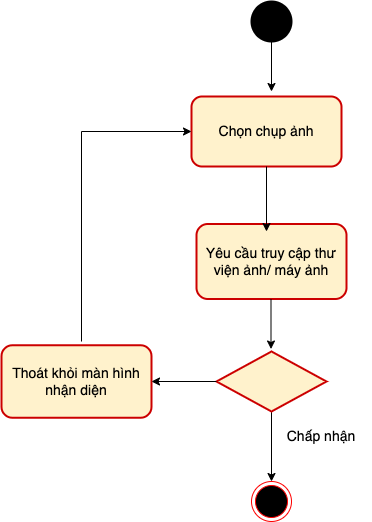 Chọn chụp ảnh
Yêu cầu truy cập thư
viện ảnh/ máy ảnh
Thoát khỏi màn hình
nhận diện
Chấp nhận